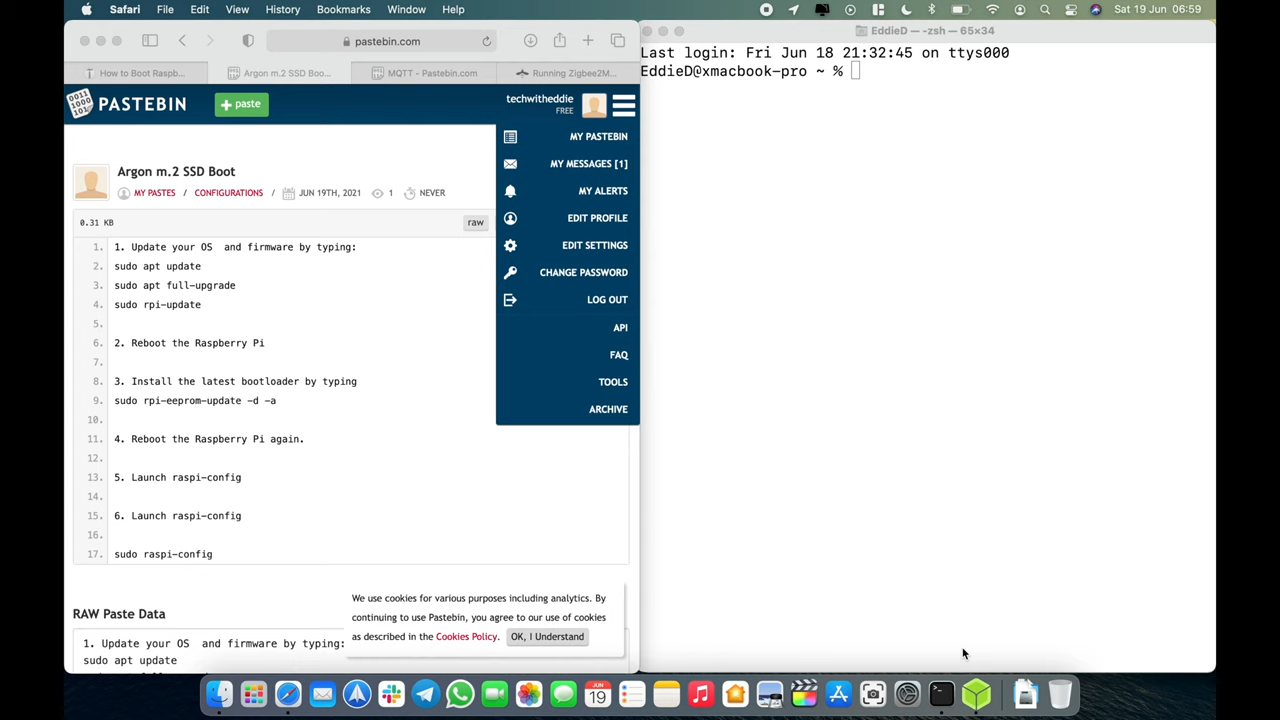 Safari File Edit View History Bookmarks Window Help Sat 19 Jun 06:59
pastebin.com
How to Boot Raspb... Argon m.2 SSD Boo... MQTT - Pastebin.com Running Zigbee2M...
PASTEBIN + paste techwitheddie
FREE
MY PASTEBIN
MY MESSAGES [1]
MY ALERTS
EDIT PROFILE
EDIT SETTINGS
CHANGE PASSWORD
LOG OUT
API
FAQ
TOOLS
ARCHIVE
Argon m.2 SSD Boot
MY PASTES / CONFIGURATIONS / JUN 19TH, 2021 1 NEVER
0.31 KB raw
1. 1. Update your OS  and firmware by typing:
2. sudo apt update
3. sudo apt full-upgrade
4. sudo rpi-update
5.
6. 2. Reboot the Raspberry Pi
7.
8. 3. Install the latest bootloader by typing
9. sudo rpi-eeprom-update -d -a
10.
11. 4. Reboot the Raspberry Pi again.
12.
13. 5. Launch raspi-config
14.
15. 6. Launch raspi-config
16.
17. sudo raspi-config
RAW Paste Data
1. Update your OS  and firmware by typing:
sudo apt update
We use cookies for various purposes including analytics. By
continuing to use Pastebin, you agree to our use of cookies
as described in the Cookies Policy. OK, I Understand
EddieD — -zsh — 65×34
Last login: Fri Jun 18 21:32:45 on ttys000
EddieD@xmacbook-pro ~ %
JUN
19